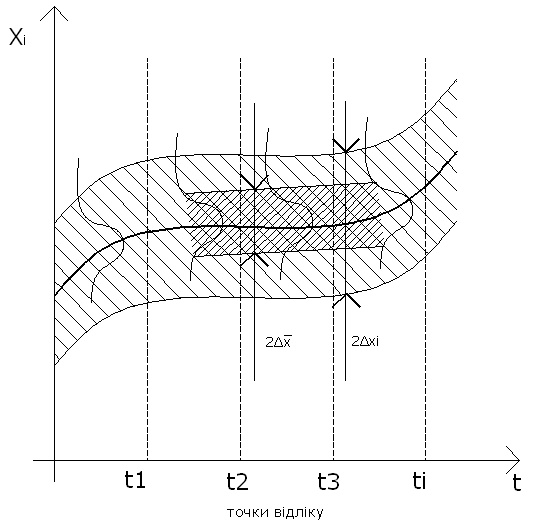 Xi
2Δx̅
2Δxi
t1 t2 t3 ti t
точки відліку